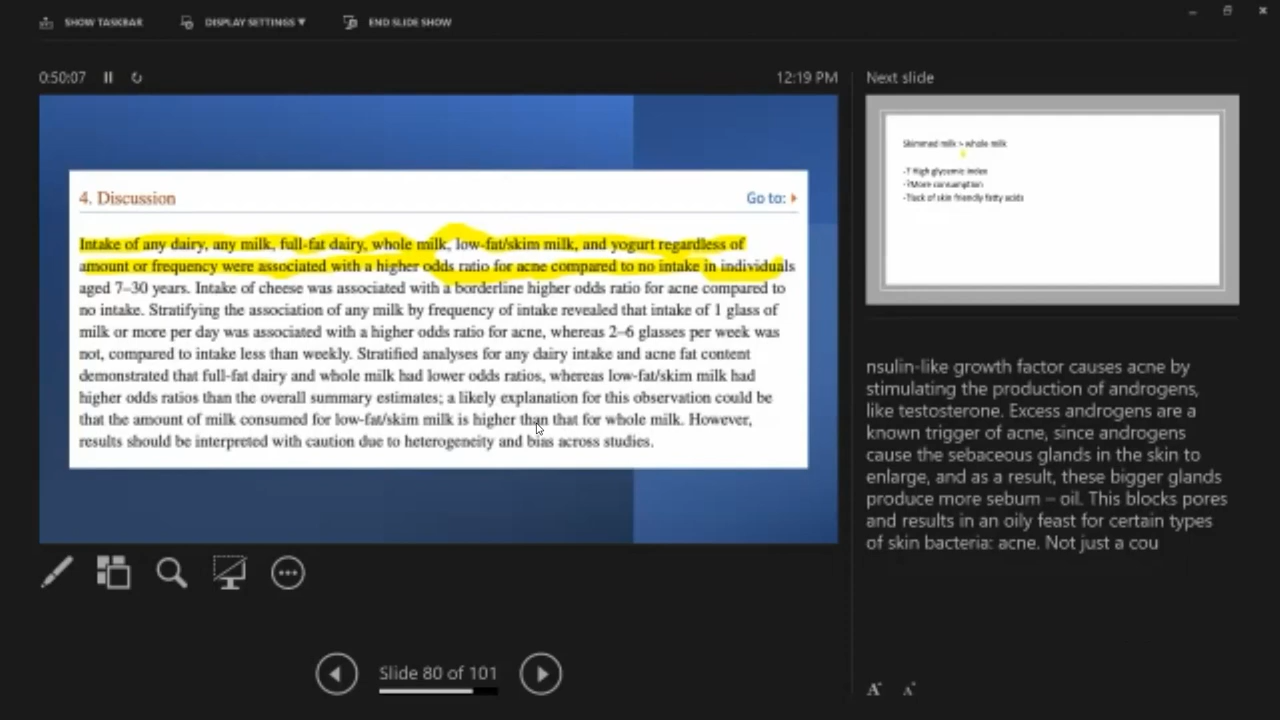 SHOW TASKBAR DISPLAY SETTINGS ▼ END SLIDE SHOW
0:50:07 12:19 PM
4. Discussion Go to:
Intake of any dairy, any milk, full-fat dairy, whole milk, low-fat/skim milk, and yogurt regardless of
amount or frequency were associated with a higher odds ratio for acne compared to no intake in individuals
aged 7–30 years. Intake of cheese was associated with a borderline higher odds ratio for acne compared to
no intake. Stratifying the association of any milk by frequency of intake revealed that intake of 1 glass of
milk or more per day was associated with a higher odds ratio for acne, whereas 2–6 glasses per week was
not, compared to intake less than weekly. Stratified analyses for any dairy intake and acne fat content
demonstrated that full-fat dairy and whole milk had lower odds ratios, whereas low-fat/skim milk had
higher odds ratios than the overall summary estimates; a likely explanation for this observation could be
that the amount of milk consumed for low-fat/skim milk is higher than that for whole milk. However,
results should be interpreted with caution due to heterogeneity and bias across studies.
Slide 80 of 101
Next slide
Skimmed milk > whole milk
-? High glycemic index
-?More consumption
-?lack of skin friendly fatty acids
nsulin-like growth factor causes acne by
stimulating the production of androgens,
like testosterone. Excess androgens are a
known trigger of acne, since androgens
cause the sebaceous glands in the skin to
enlarge, and as a result, these bigger glands
produce more sebum – oil. This blocks pores
and results in an oily feast for certain types
of skin bacteria: acne. Not just a cou
A A